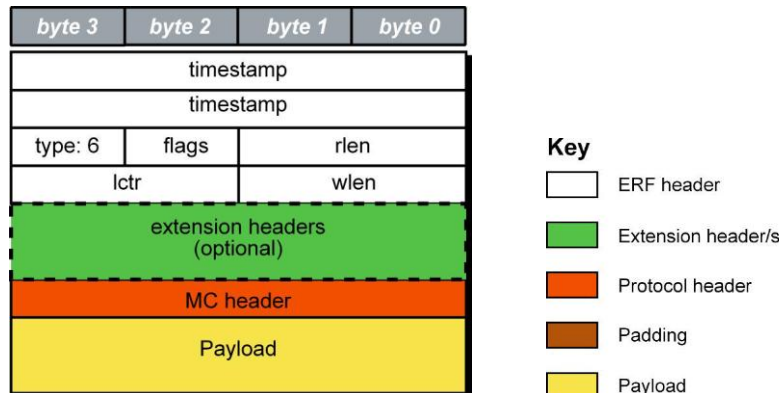 byte 3 byte 2 byte 1 byte 0
timestamp
timestamp
type: 6 flags rlen
lctr wlen
extension headers
(optional)
MC header
Payload
Key
ERF header
Extension header/s
Protocol header
Padding
Payload